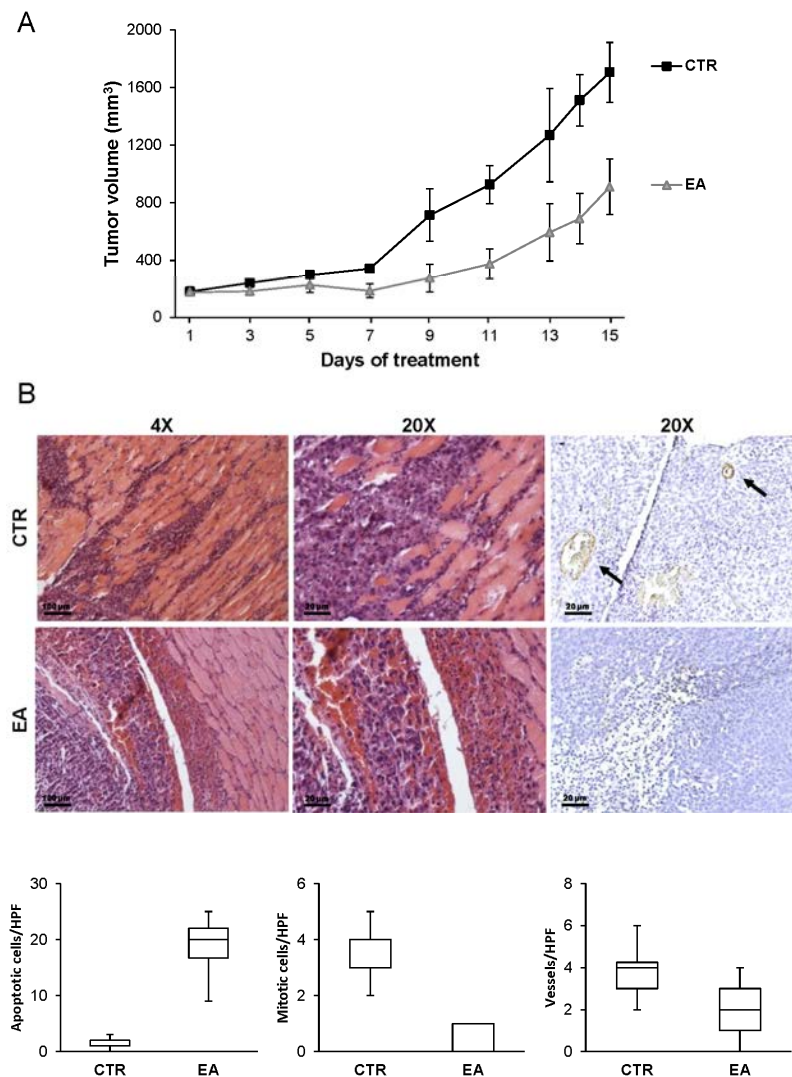 A
Tumor volume (mm³)
2000
1600
1200
800
400
0
1 3 5 7 9 11 13 15
Days of treatment
CTR
EA
B
4X 20X 20X
CTR
100 µm 20 µm 20 µm
EA
100 µm 20 µm 20 µm
Apoptotic cells/HPF
30
20
10
0
CTR EA
Mitotic cells/HPF
6
4
2
0
CTR EA
Vessels/HPF
8
6
4
2
0
CTR EA